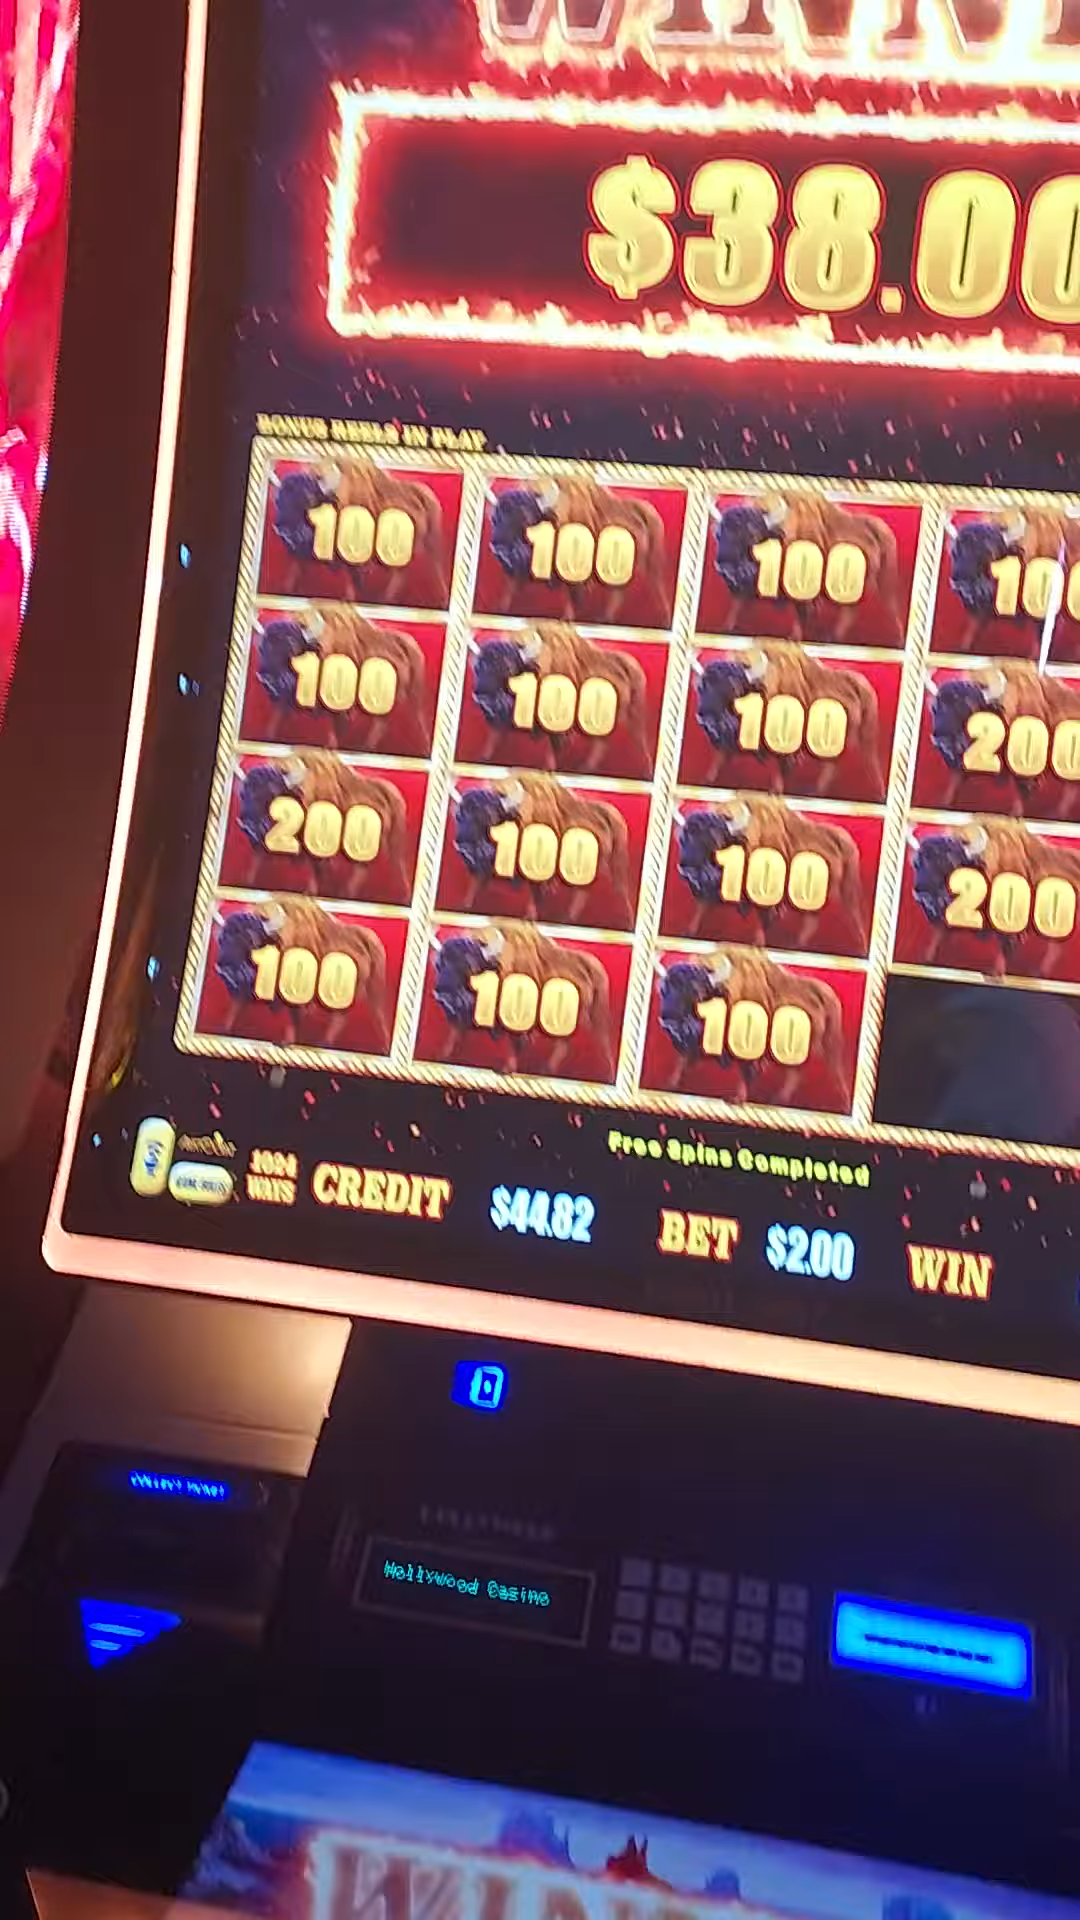 $38.00
BONUS REELS IN PLAY
100 100 100 100
100 100 100 200
200 100 100 200
100 100 100
Free Spins Completed
1024 WAYS CREDIT $44.82 BET $2.00 WIN
Hollywood Casino